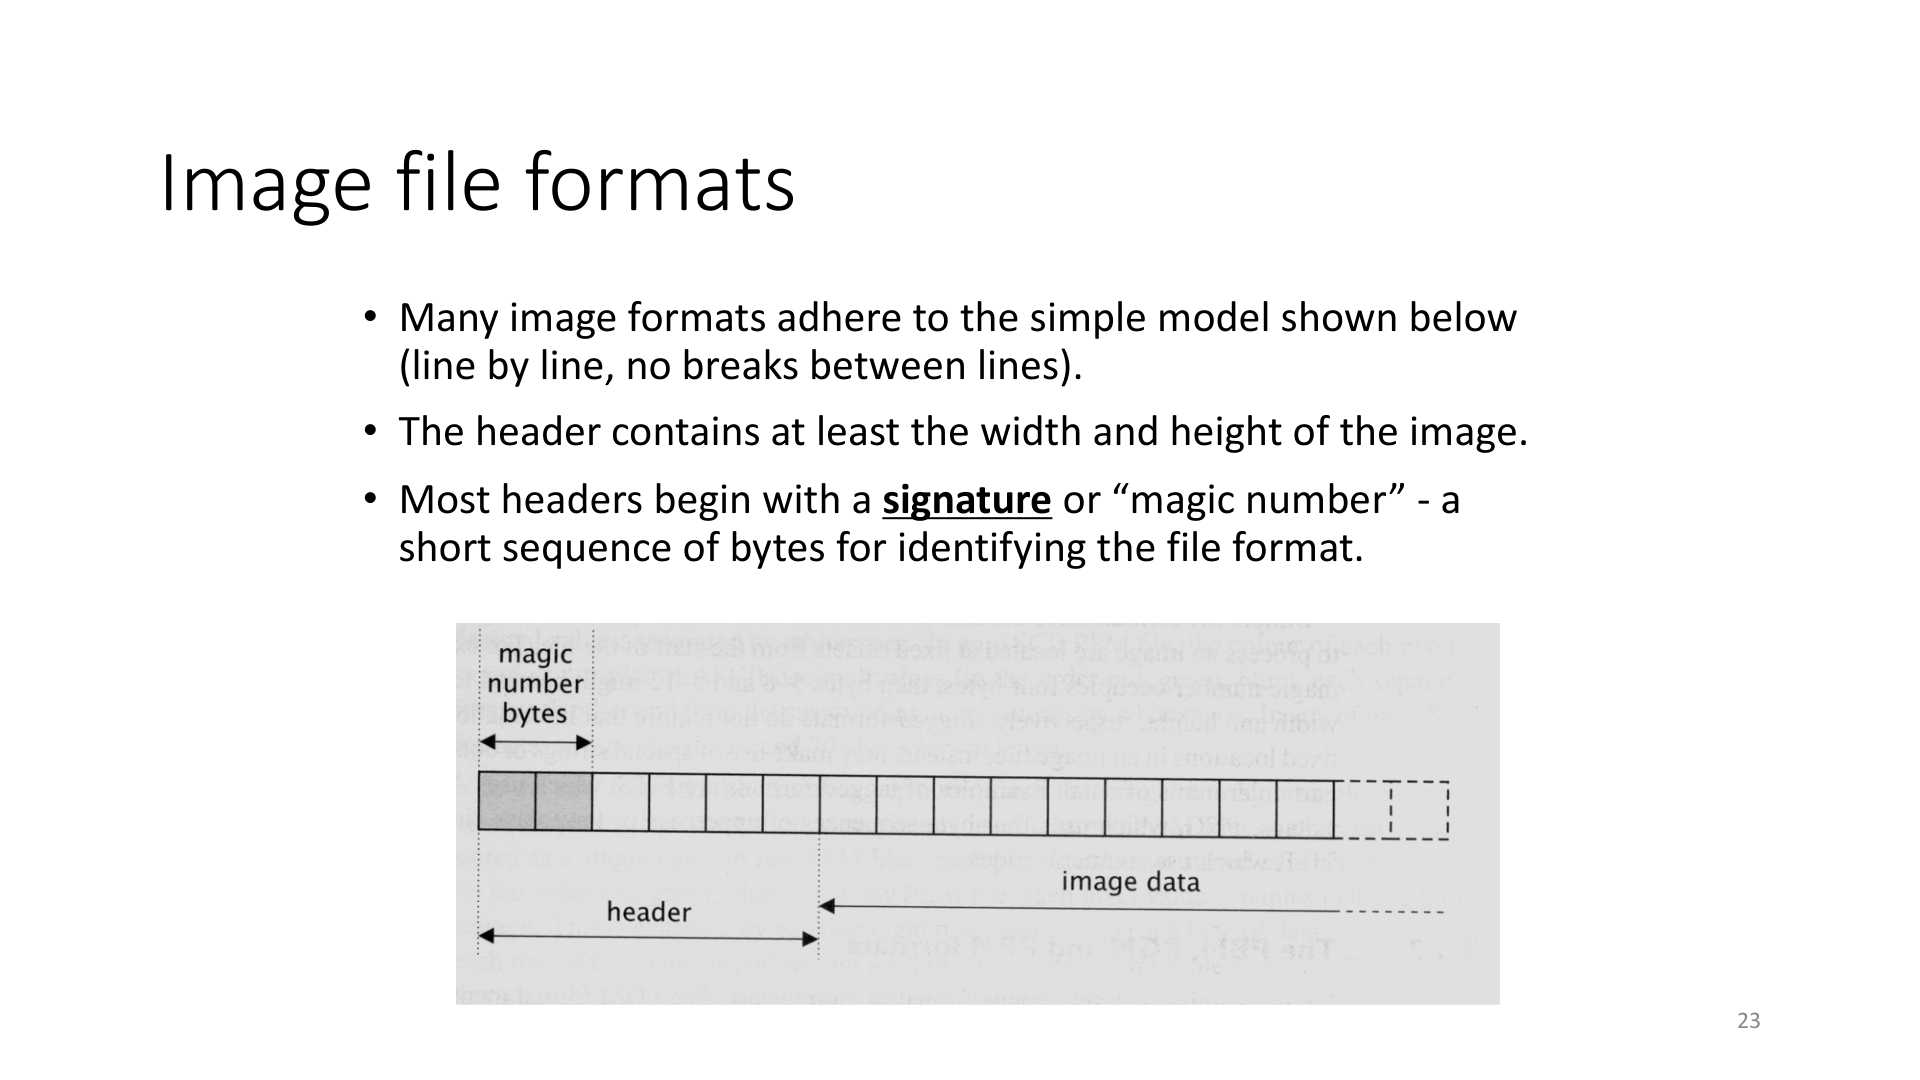 Image file formats
• Many image formats adhere to the simple model shown below
(line by line, no breaks between lines).
• The header contains at least the width and height of the image.
• Most headers begin with a signature or “magic number” - a
short sequence of bytes for identifying the file format.
magic
number
bytes
image data
header
23